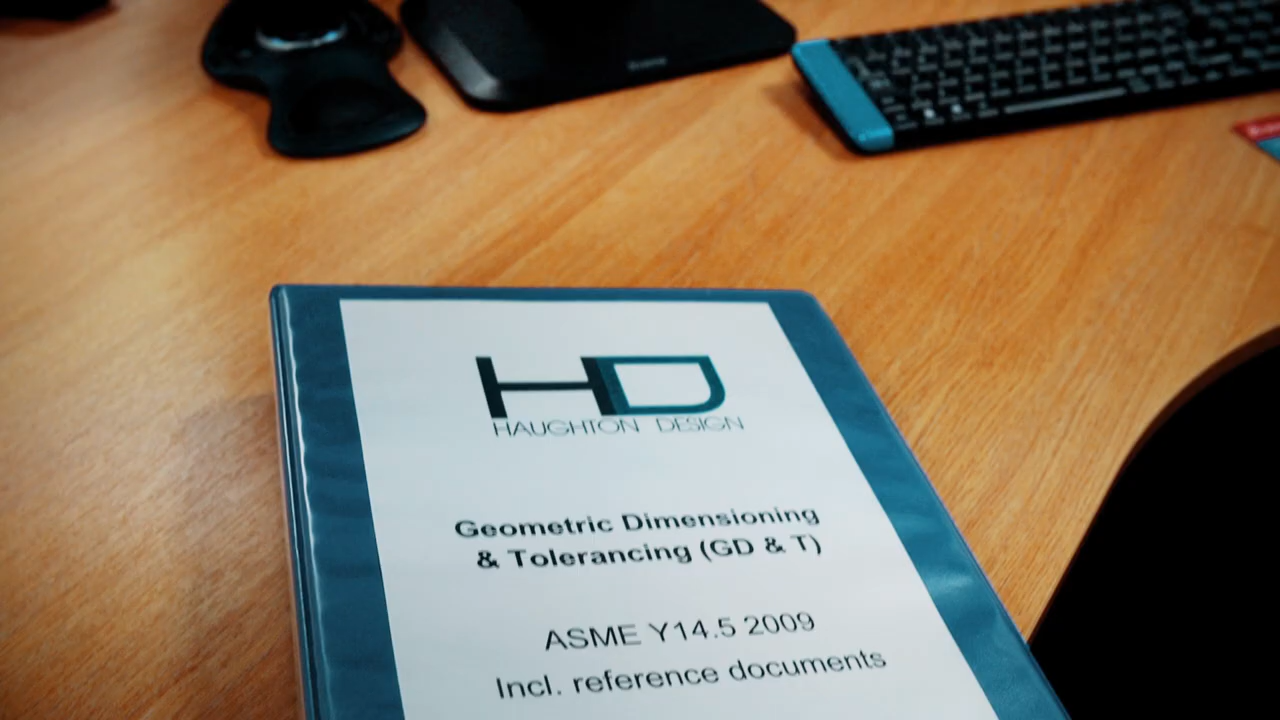 HD
HAUGHTON DESIGN
Geometric Dimensioning
& Tolerancing (GD & T)
ASME Y14.5 2009
Incl. reference documents